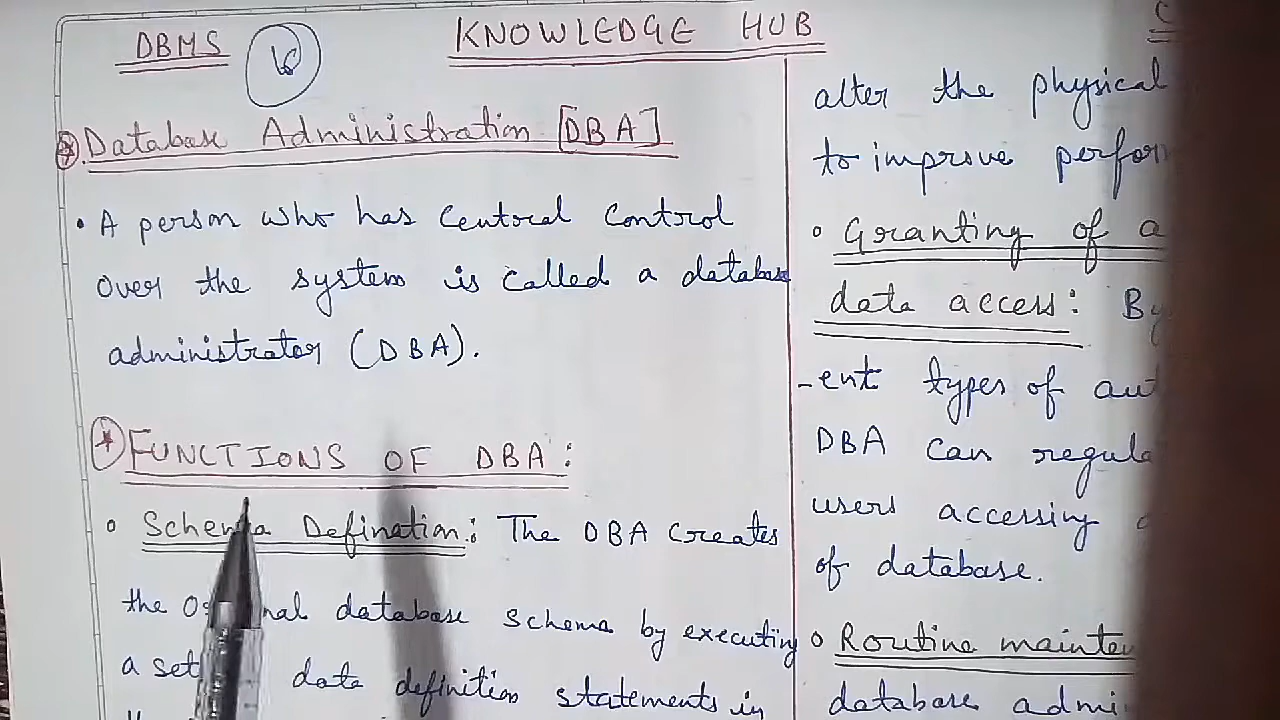 DBMS
KNOWLEDGE HUB
Database Administration [DBA]
• A person who has central control
over the system is called a database
administrator (DBA).
FUNCTIONS OF DBA:
Schema Defination: The DBA creates
the database schema by executing
a set data definition statements in
alter the physical
to improve
Granting of
data access:
-ent types of
DBA can
users accessing
of database.
Routine
database